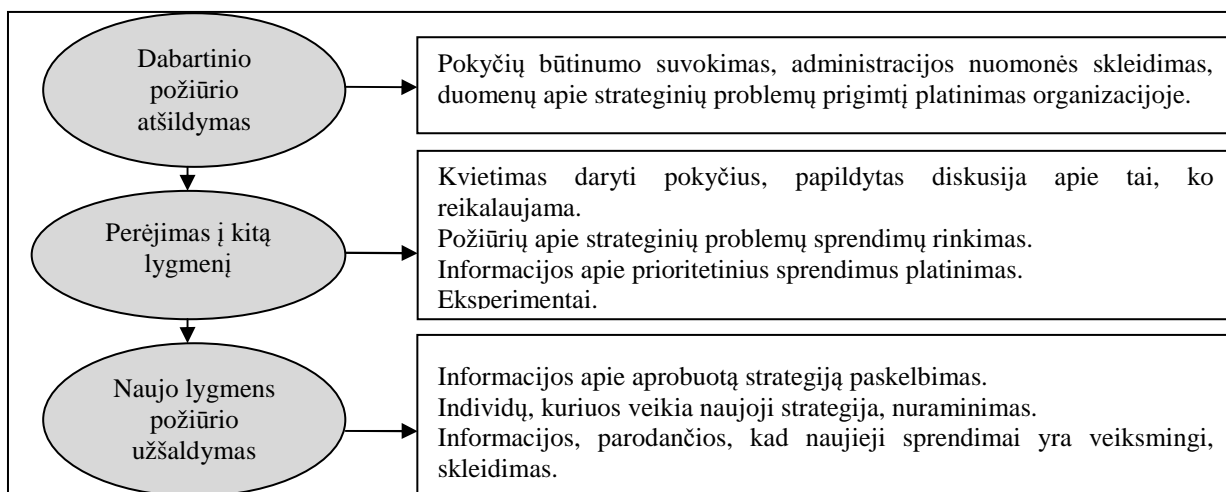 Dabartinio
požiūrio
atšildymas
Pokyčių būtinumo suvokimas, administracijos nuomonės skleidimas,
duomenų apie strateginių problemų prigimtį platinimas organizacijoje.
Perėjimas į kitą
lygmenį
Kvietimas daryti pokyčius, papildytas diskusija apie tai, ko
reikalaujama.
Požiūrių apie strateginių problemų sprendimų rinkimas.
Informacijos apie prioritetinius sprendimus platinimas.
Eksperimentai.
Naujo lygmens
požiūrio
užšaldymas
Informacijos apie aprobuotą strategiją paskelbimas.
Individų, kuriuos veikia naujoji strategija, nuraminimas.
Informacijos, parodančios, kad naujieji sprendimai yra veiksmingi,
skleidimas.